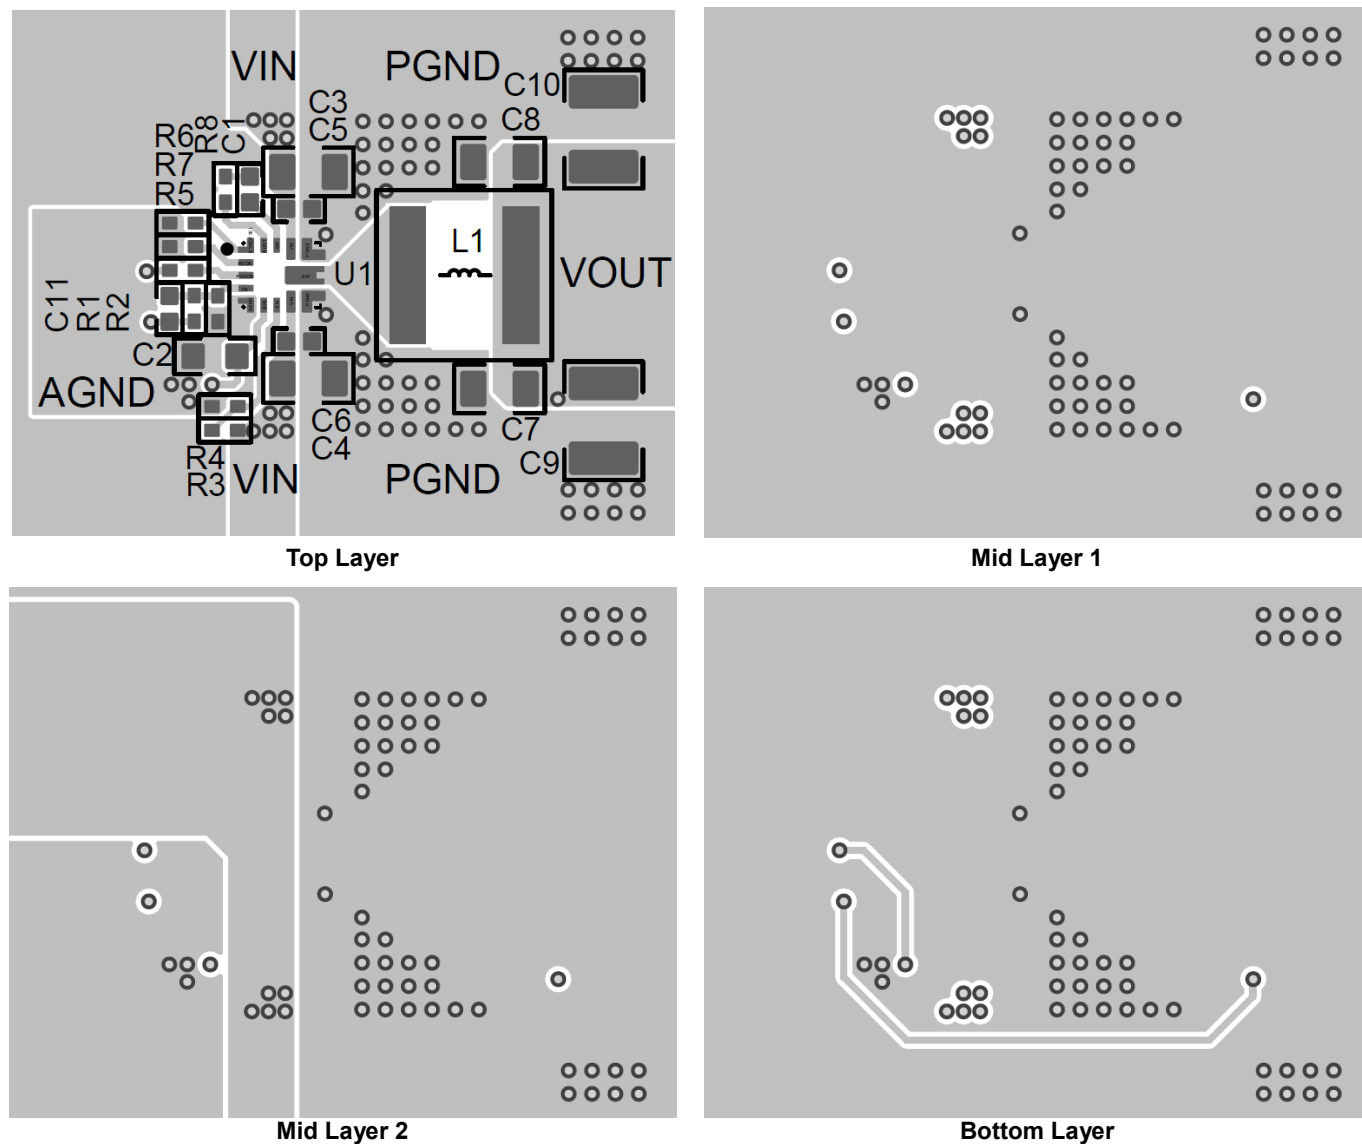 VIN
PGND
C10
C3
C8
R6
R8
C1
C5
R7
R5
L1
U1
VOUT
C11
R1
R2
C2
AGND
C6
C7
C4
R4
C9
R3
VIN
PGND
Top Layer
Mid Layer 1
Mid Layer 2
Bottom Layer